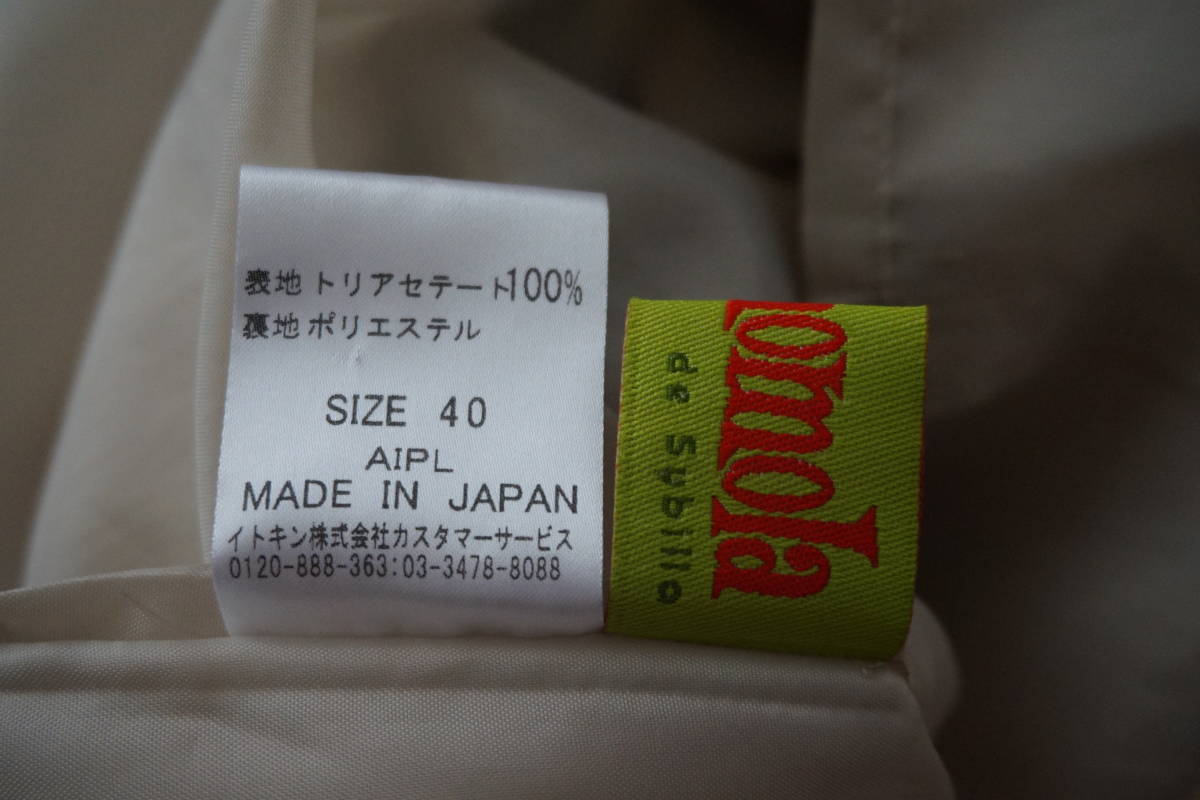 表地 トリアセテート100%
裏地ポリエステル
SIZE 40
AIPL
MADE IN JAPAN
イトキン株式会社カスタマーサービス
0120-888-363:03-3478-8088
de Sybillo